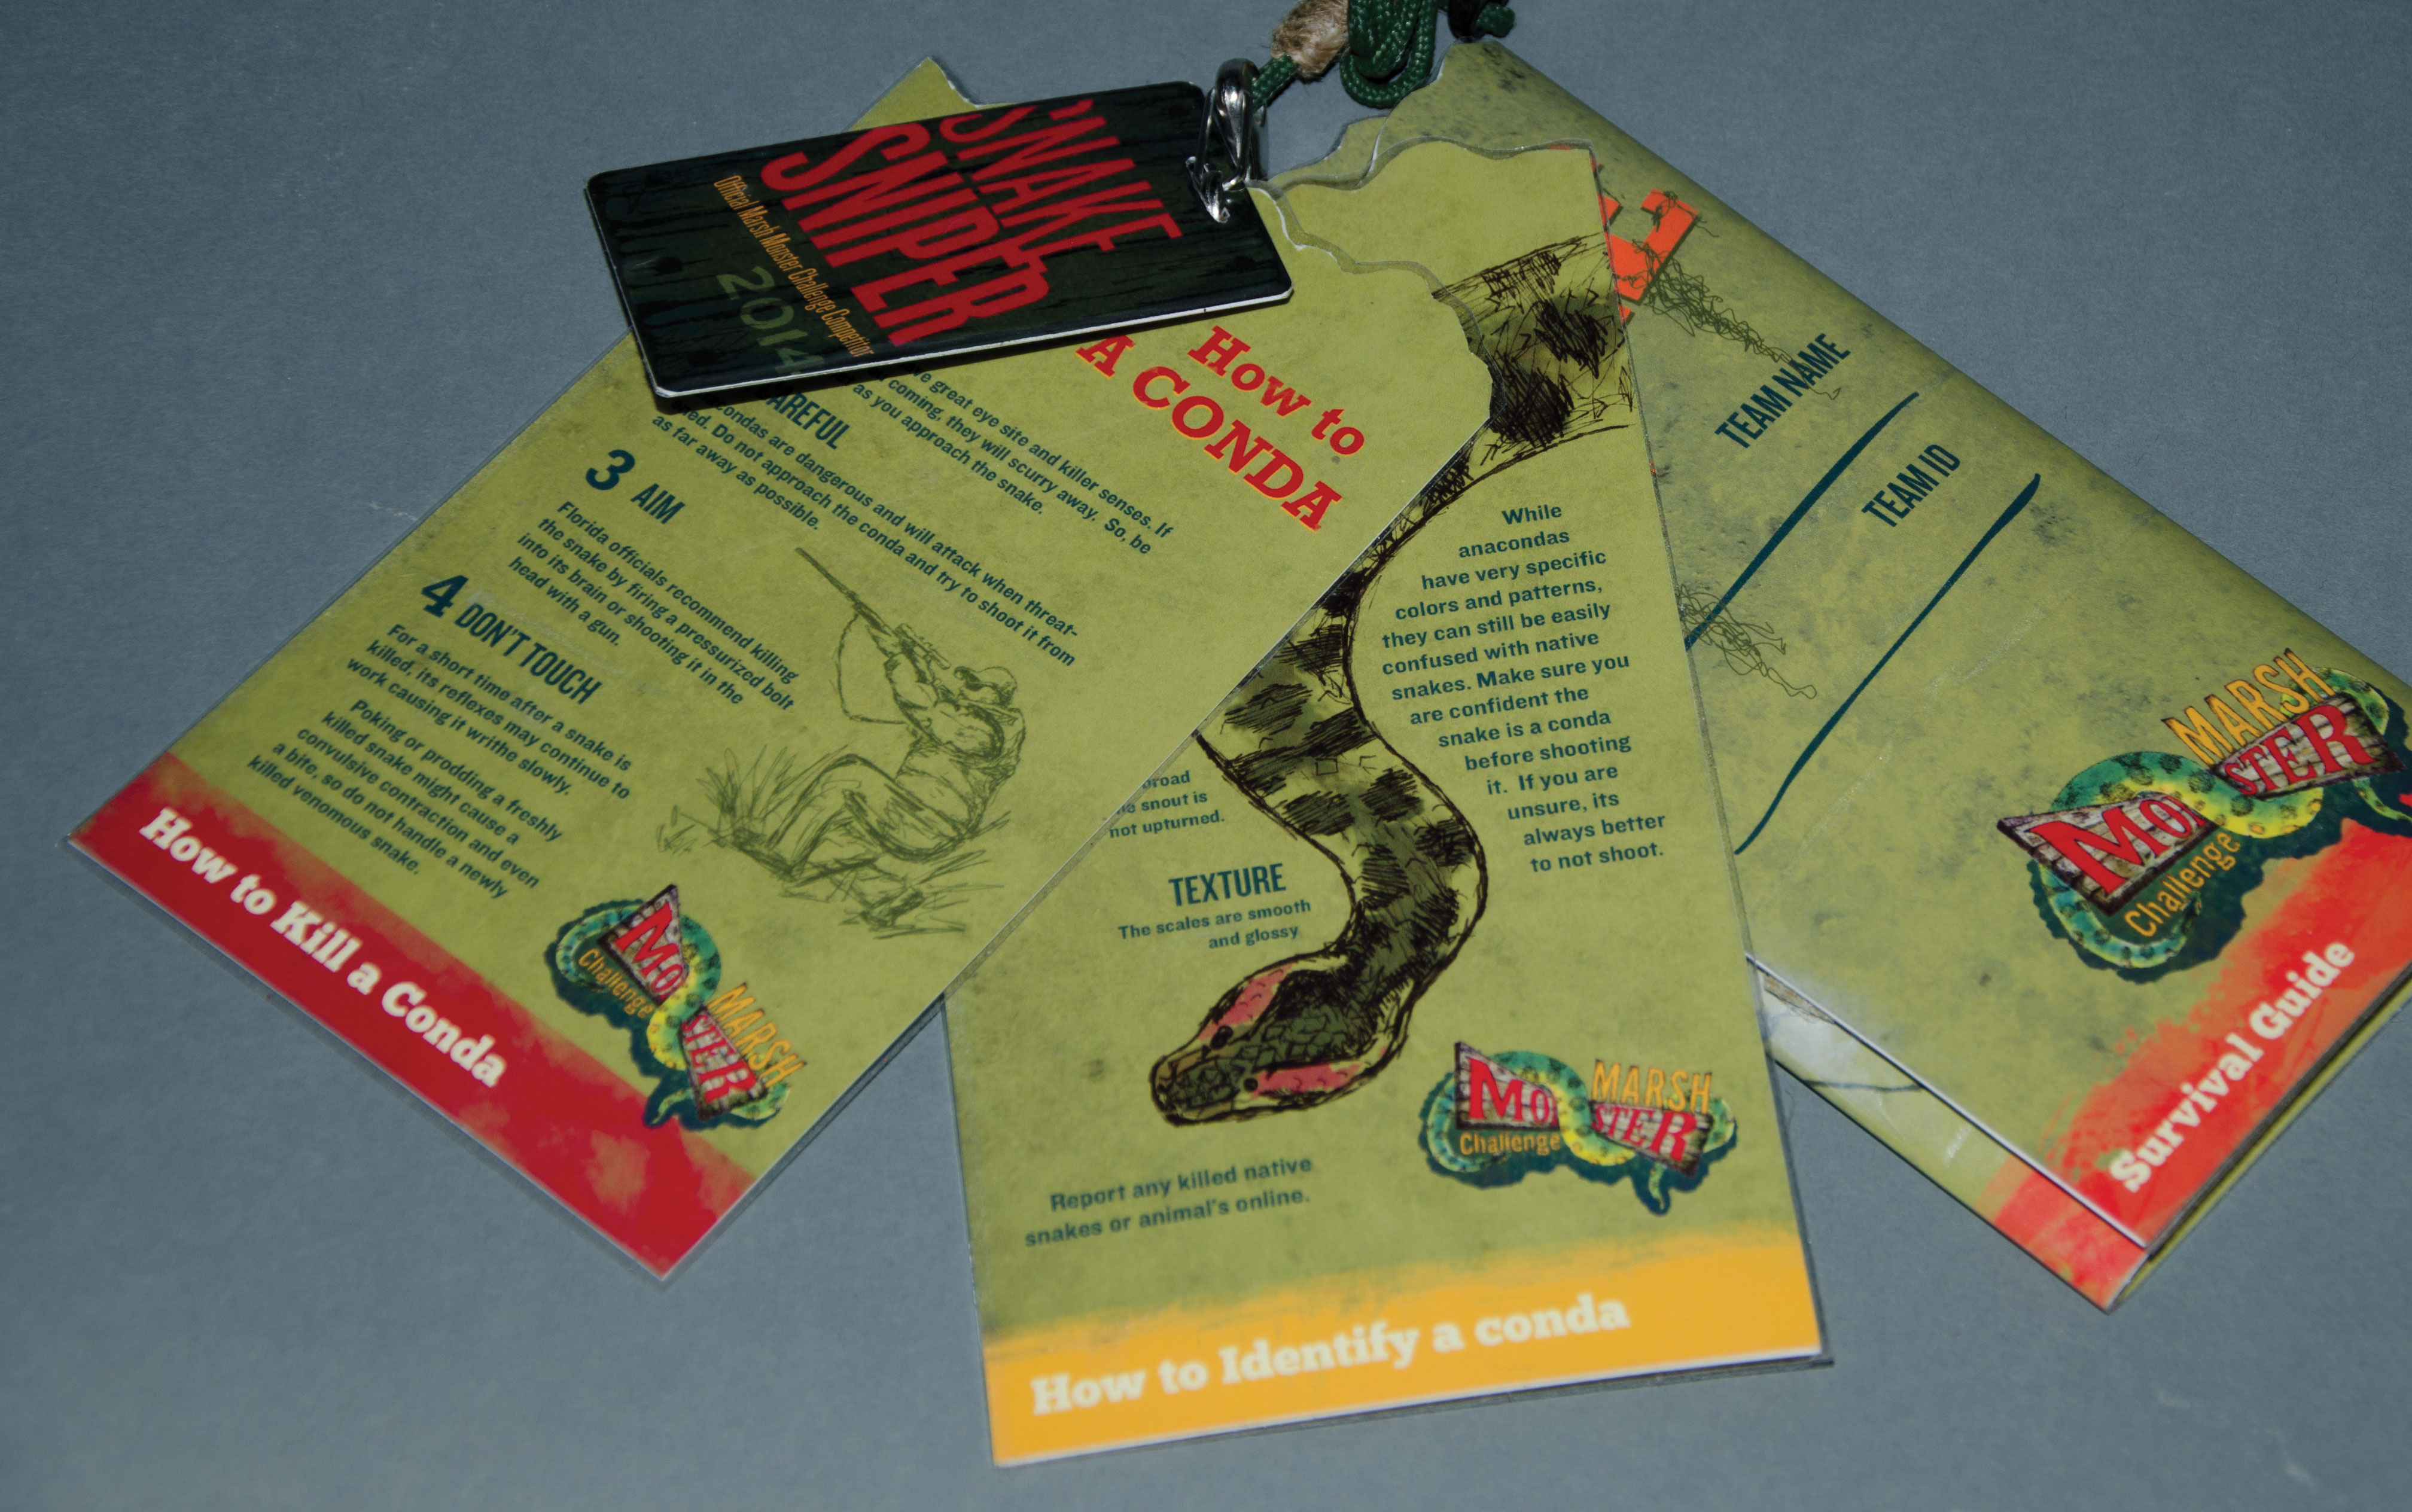 SNAKE
SNIPER
Official Marsh Monster Challenge Competitor
2014
How to
A CONDA
great eye site and killer senses. If
coming, they will scurry away. So, be
as you approach the snake.
condas are dangerous and will attack when threat-
Do not approach the conda and try to shoot it from
as far away as possible.
3 AIM
Florida officials recommend killing
the snake by firing a pressurized bolt
into its brain or shooting it in the
head with a gun.
4 DON'T TOUCH
For a short time after a snake is
killed, its reflexes may continue to
work causing it writhe slowly.
Poking or prodding a freshly
killed snake might cause a
convulsive contraction and even
a bite, so do not handle a newly
killed venomous snake.
MARSH
MONSTER
Challenge
How to Kill a Conda
While
anacondas
have very specific
colors and patterns,
they can still be easily
confused with native
snakes. Make sure you
are confident the
snake is a conda
before shooting
it. If you are
unsure, its
always better
to not shoot.
snout is
not upturned.
TEXTURE
The scales are smooth
and glossy
MARSH
MONSTER
Challenge
Report any killed native
snakes or animal's online.
How to Identify a conda
TEAM NAME
TEAM ID
MARSH
MONSTER
Challenge
Survival Guide